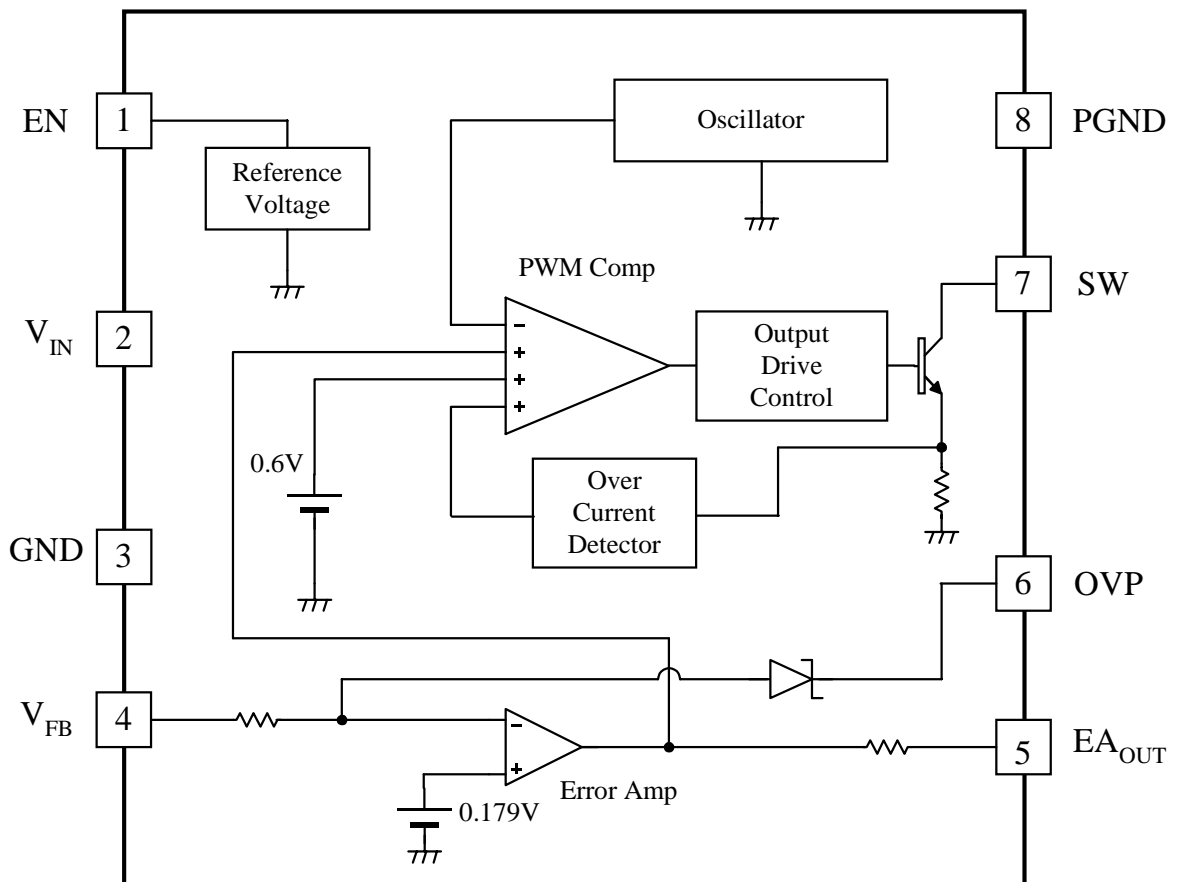 EN
1
Reference
Voltage
Oscillator
8
PGND
PWM Comp
7
SW
V_IN
2
-
+
+
+
Output
Drive
Control
0.6V
Over
Current
Detector
GND
3
6
OVP
V_FB
4
-
+
Error Amp
0.179V
5
EA_OUT